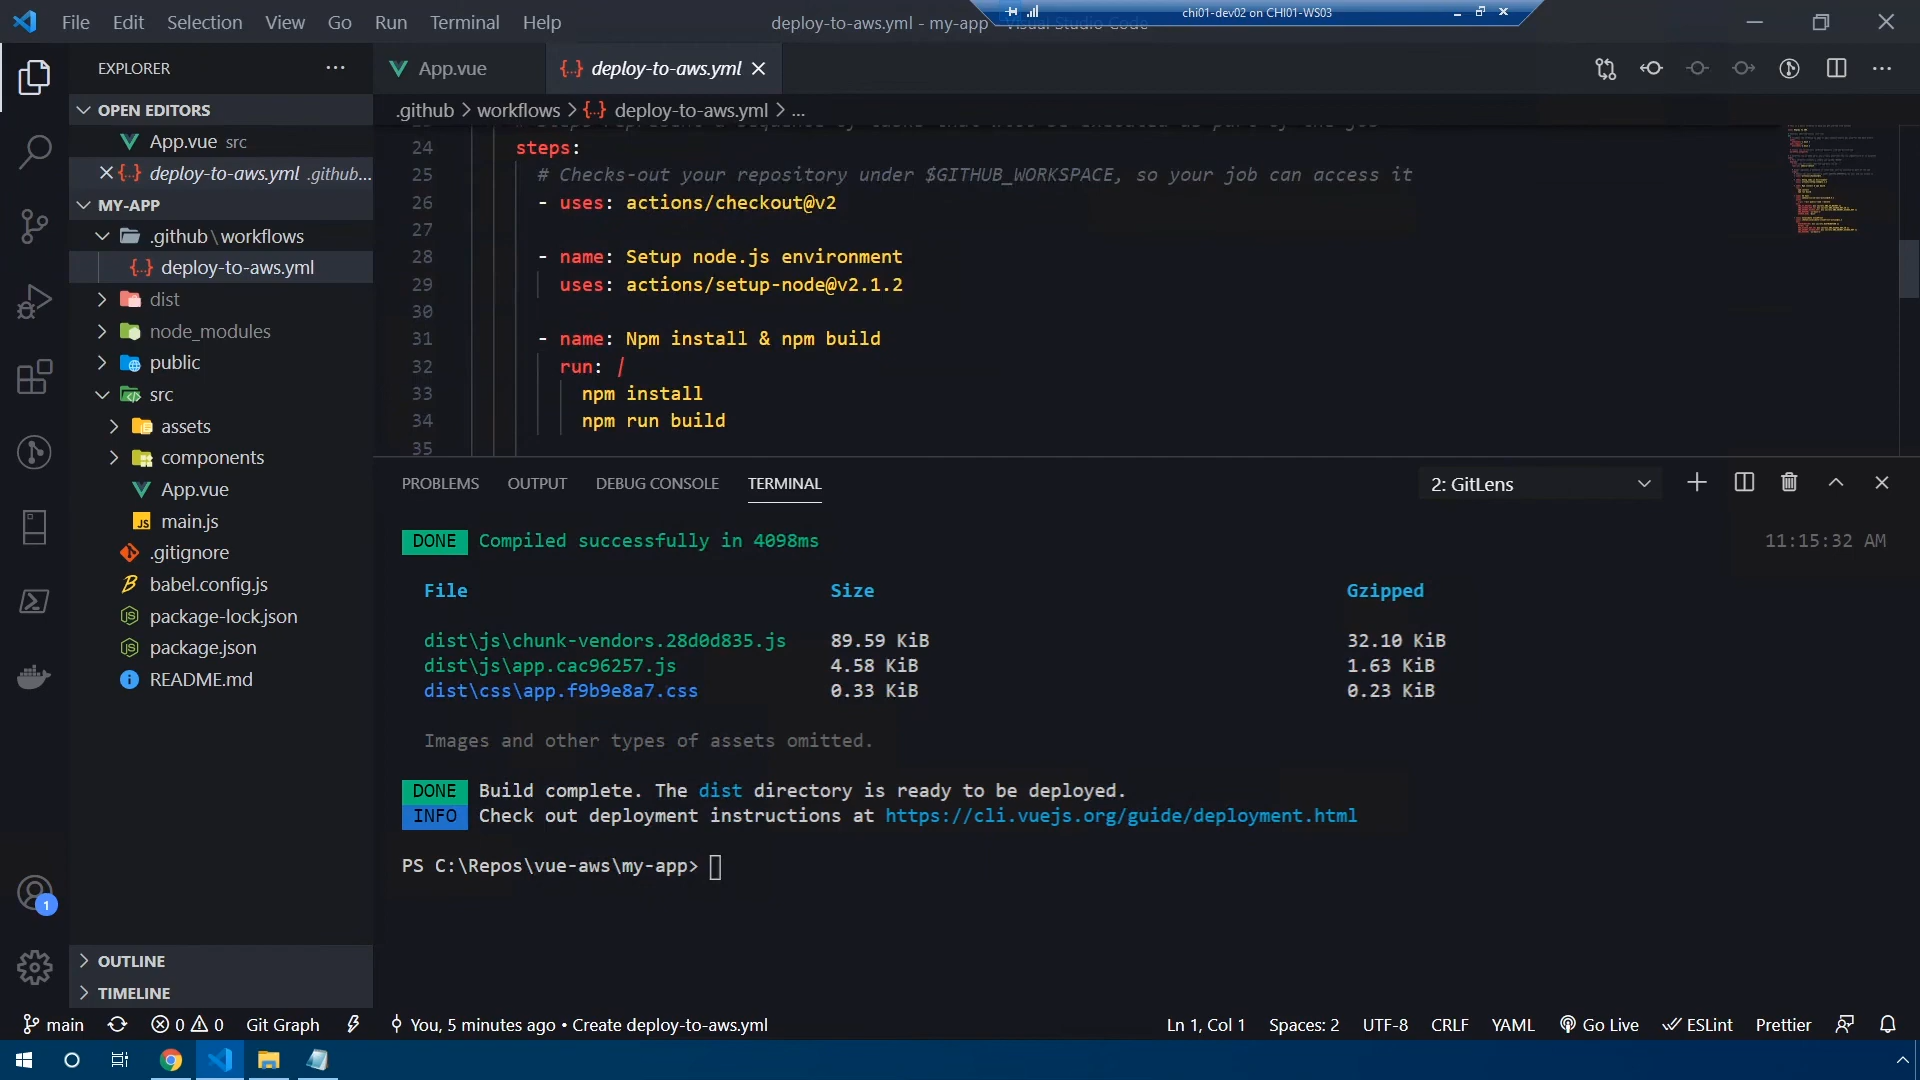 File Edit Selection View Go Run Terminal Help
deploy-to-aws.yml - my-app
chi01-dev02 on CHI01-WS03
EXPLORER
OPEN EDITORS
App.vue src
deploy-to-aws.yml .github...
MY-APP
.github\workflows
deploy-to-aws.yml
dist
node_modules
public
src
assets
components
App.vue
main.js
.gitignore
babel.config.js
package-lock.json
package.json
README.md
OUTLINE
TIMELINE
App.vue
deploy-to-aws.yml
.github > workflows > deploy-to-aws.yml > ...
24 steps:
25 # Checks-out your repository under $GITHUB_WORKSPACE, so your job can access it
26 - uses: actions/checkout@v2
27
28 - name: Setup node.js environment
29 uses: actions/setup-node@v2.1.2
30
31 - name: Npm install & npm build
32 run: |
33 npm install
34 npm run build
35
PROBLEMS OUTPUT DEBUG CONSOLE TERMINAL
2: GitLens
DONE Compiled successfully in 4098ms 11:15:32 AM
File Size Gzipped
dist\js\chunk-vendors.28d0d835.js 89.59 KiB 32.10 KiB
dist\js\app.cac96257.js 4.58 KiB 1.63 KiB
dist\css\app.f9b9e8a7.css 0.33 KiB 0.23 KiB
Images and other types of assets omitted.
DONE Build complete. The dist directory is ready to be deployed.
INFO Check out deployment instructions at https://cli.vuejs.org/guide/deployment.html
PS C:\Repos\vue-aws\my-app>
1
main 0 0 Git Graph You, 5 minutes ago • Create deploy-to-aws.yml Ln 1, Col 1 Spaces: 2 UTF-8 CRLF YAML Go Live ESLint Prettier